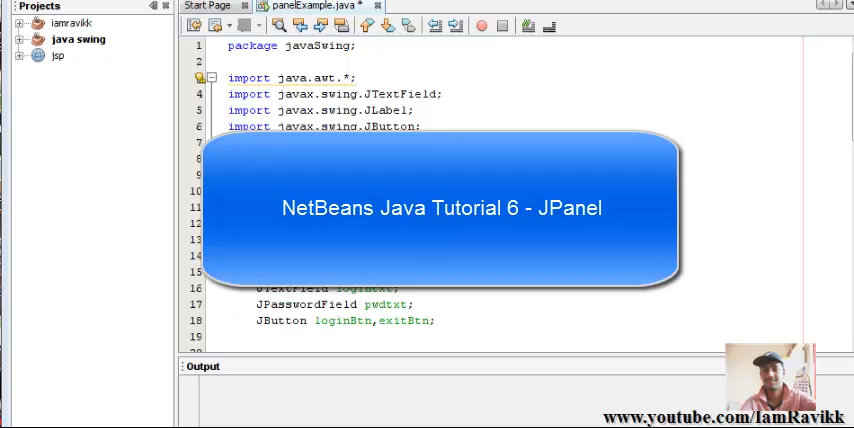 Projects
iamravikk
java swing
jsp
Start Page
panelExample.java *
1 package javaSwing;
2
import java.awt.*;
4 import javax.swing.JTextField;
5 import javax.swing.JLabel;
6 import javax.swing.JButton;
7
8
9
10
11
12
13
14
15
NetBeans Java Tutorial 6 - JPanel
16 JTextField logintxt;
17 JPasswordField pwdtxt;
18 JButton loginBtn,exitBtn;
19
Output
www.youtube.com/IamRavikk